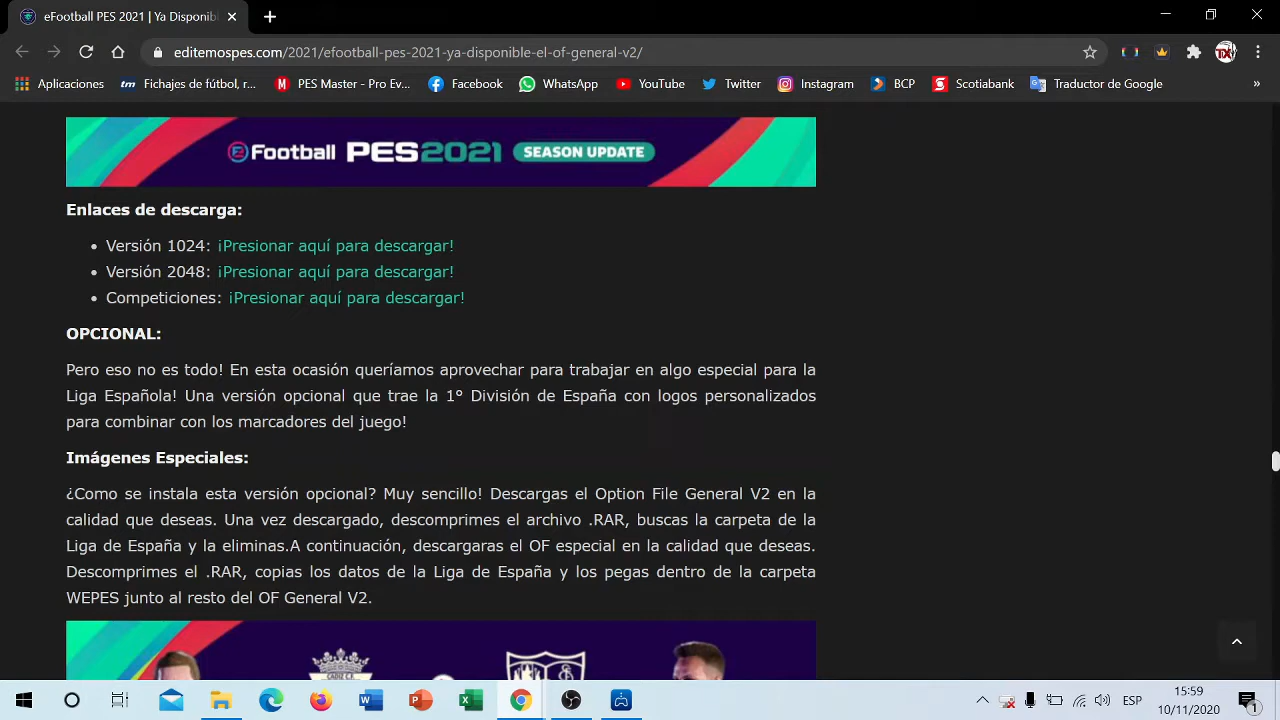 eFootball PES 2021 | Ya Disponibl
editemospes.com/2021/efootball-pes-2021-ya-disponible-el-of-general-v2/
Aplicaciones Fichajes de fútbol, r... PES Master - Pro Ev... Facebook WhatsApp YouTube Twitter Instagram BCP Scotiabank Traductor de Google »
eFootball PES2021 SEASON UPDATE
Enlaces de descarga:
• Versión 1024: ¡Presionar aquí para descargar!
• Versión 2048: ¡Presionar aquí para descargar!
• Competiciones: ¡Presionar aquí para descargar!
OPCIONAL:
Pero eso no es todo! En esta ocasión queríamos aprovechar para trabajar en algo especial para la
Liga Española! Una versión opcional que trae la 1° División de España con logos personalizados
para combinar con los marcadores del juego!
Imágenes Especiales:
¿Como se instala esta versión opcional? Muy sencillo! Descargas el Option File General V2 en la
calidad que deseas. Una vez descargado, descomprimes el archivo .RAR, buscas la carpeta de la
Liga de España y la eliminas.A continuación, descargaras el OF especial en la calidad que deseas.
Descomprimes el .RAR, copias los datos de la Liga de España y los pegas dentro de la carpeta
WEPES junto al resto del OF General V2.
CADIZ C.F.
ESP
15:59
10/11/2020
1